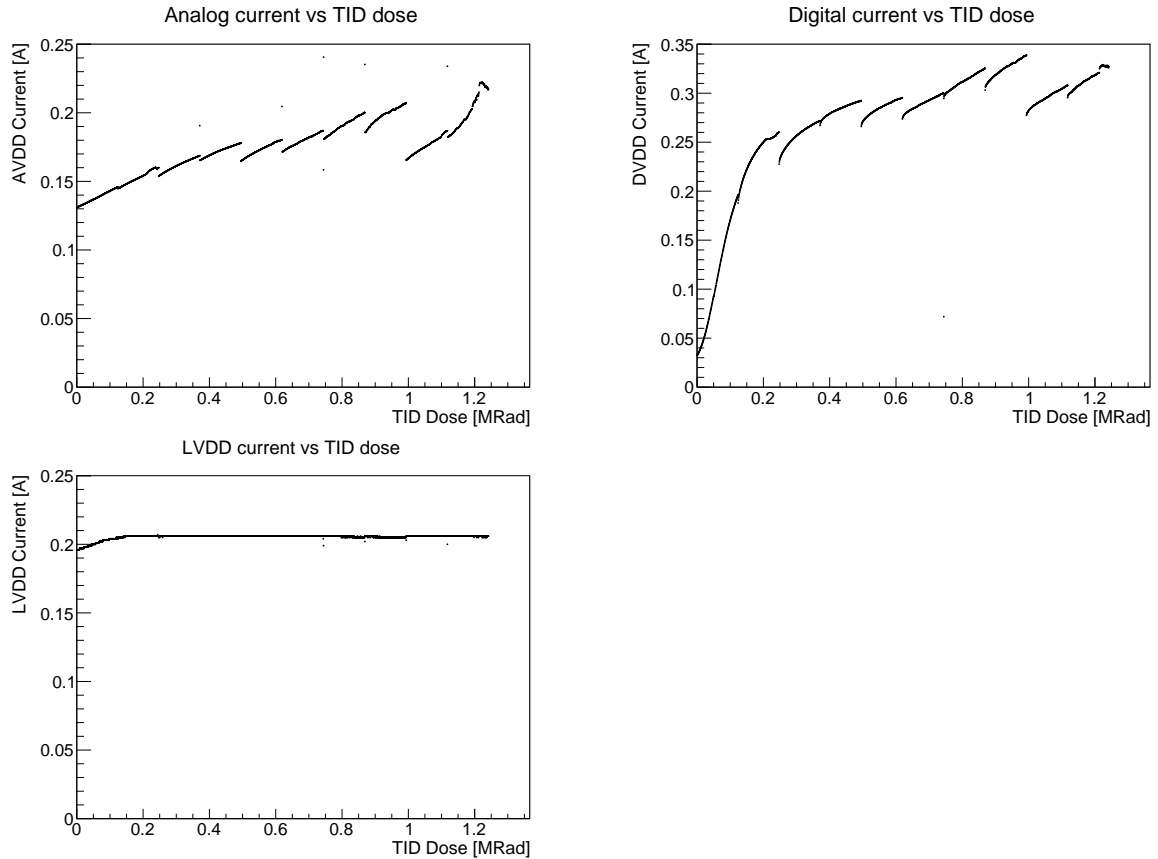 Analog current vs TID dose
AVDD Current [A]
0.25
0.2
0.15
0.1
0.05
0
0 0.2 0.4 0.6 0.8 1 1.2
TID Dose [MRad]
Digital current vs TID dose
DVDD Current [A]
0.35
0.3
0.25
0.2
0.15
0.1
0.05
0
0 0.2 0.4 0.6 0.8 1 1.2
TID Dose [MRad]
LVDD current vs TID dose
LVDD Current [A]
0.25
0.2
0.15
0.1
0.05
0
0 0.2 0.4 0.6 0.8 1 1.2
TID Dose [MRad]